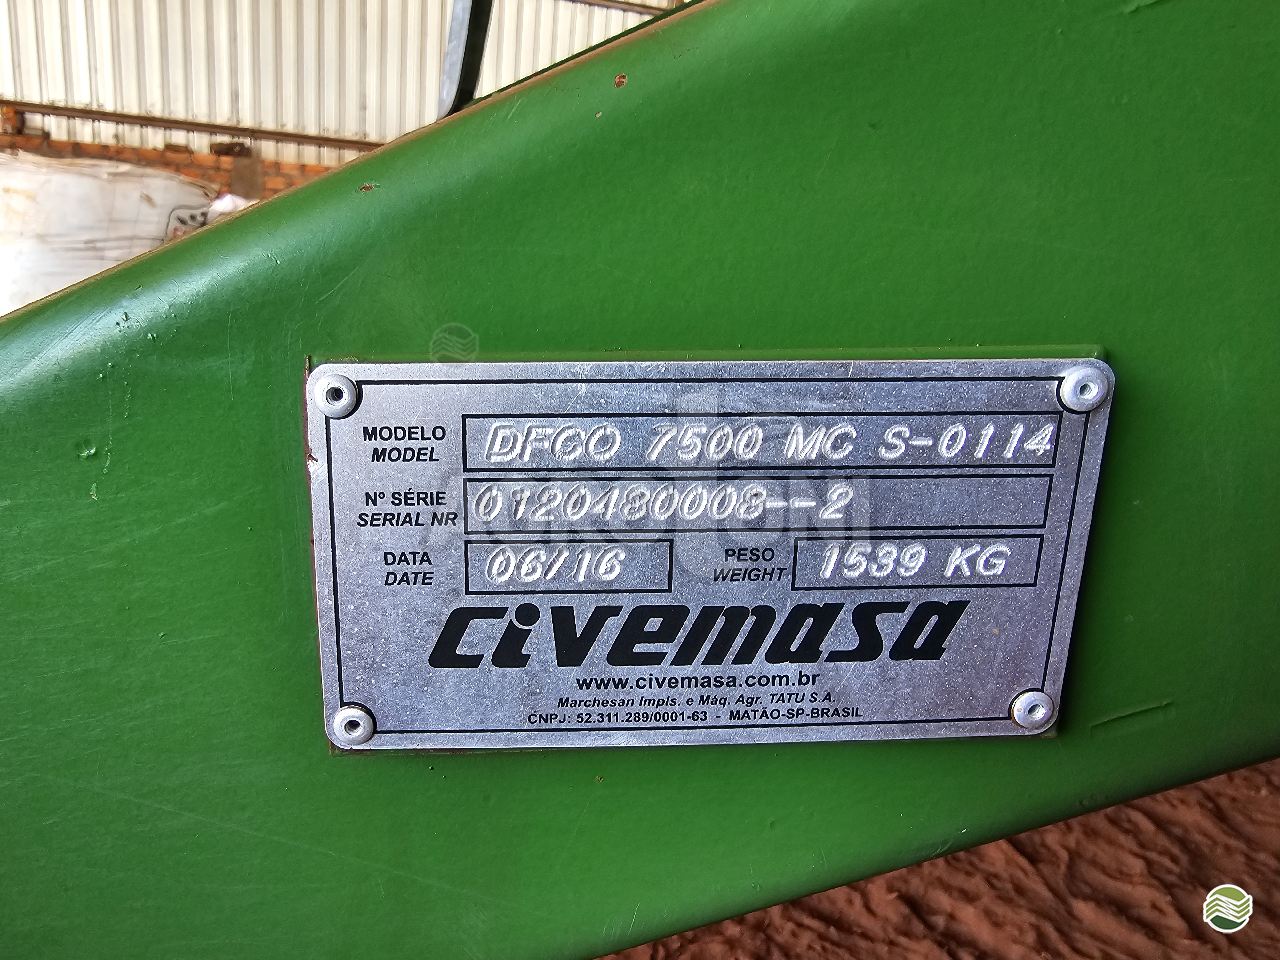 MODELO
MODEL
DFCO 7500 MC S-0114
Nº SÉRIE
SERIAL NR
0120480008--2
DATA
DATE
06/16
PESO
WEIGHT
1539 KG
civemasa
www.civemasa.com.br
Marchesan Impls. e Máq. Agr. TATU S.A.
CNPJ: 52.311.289/0001-63 - MATÃO-SP-BRASIL